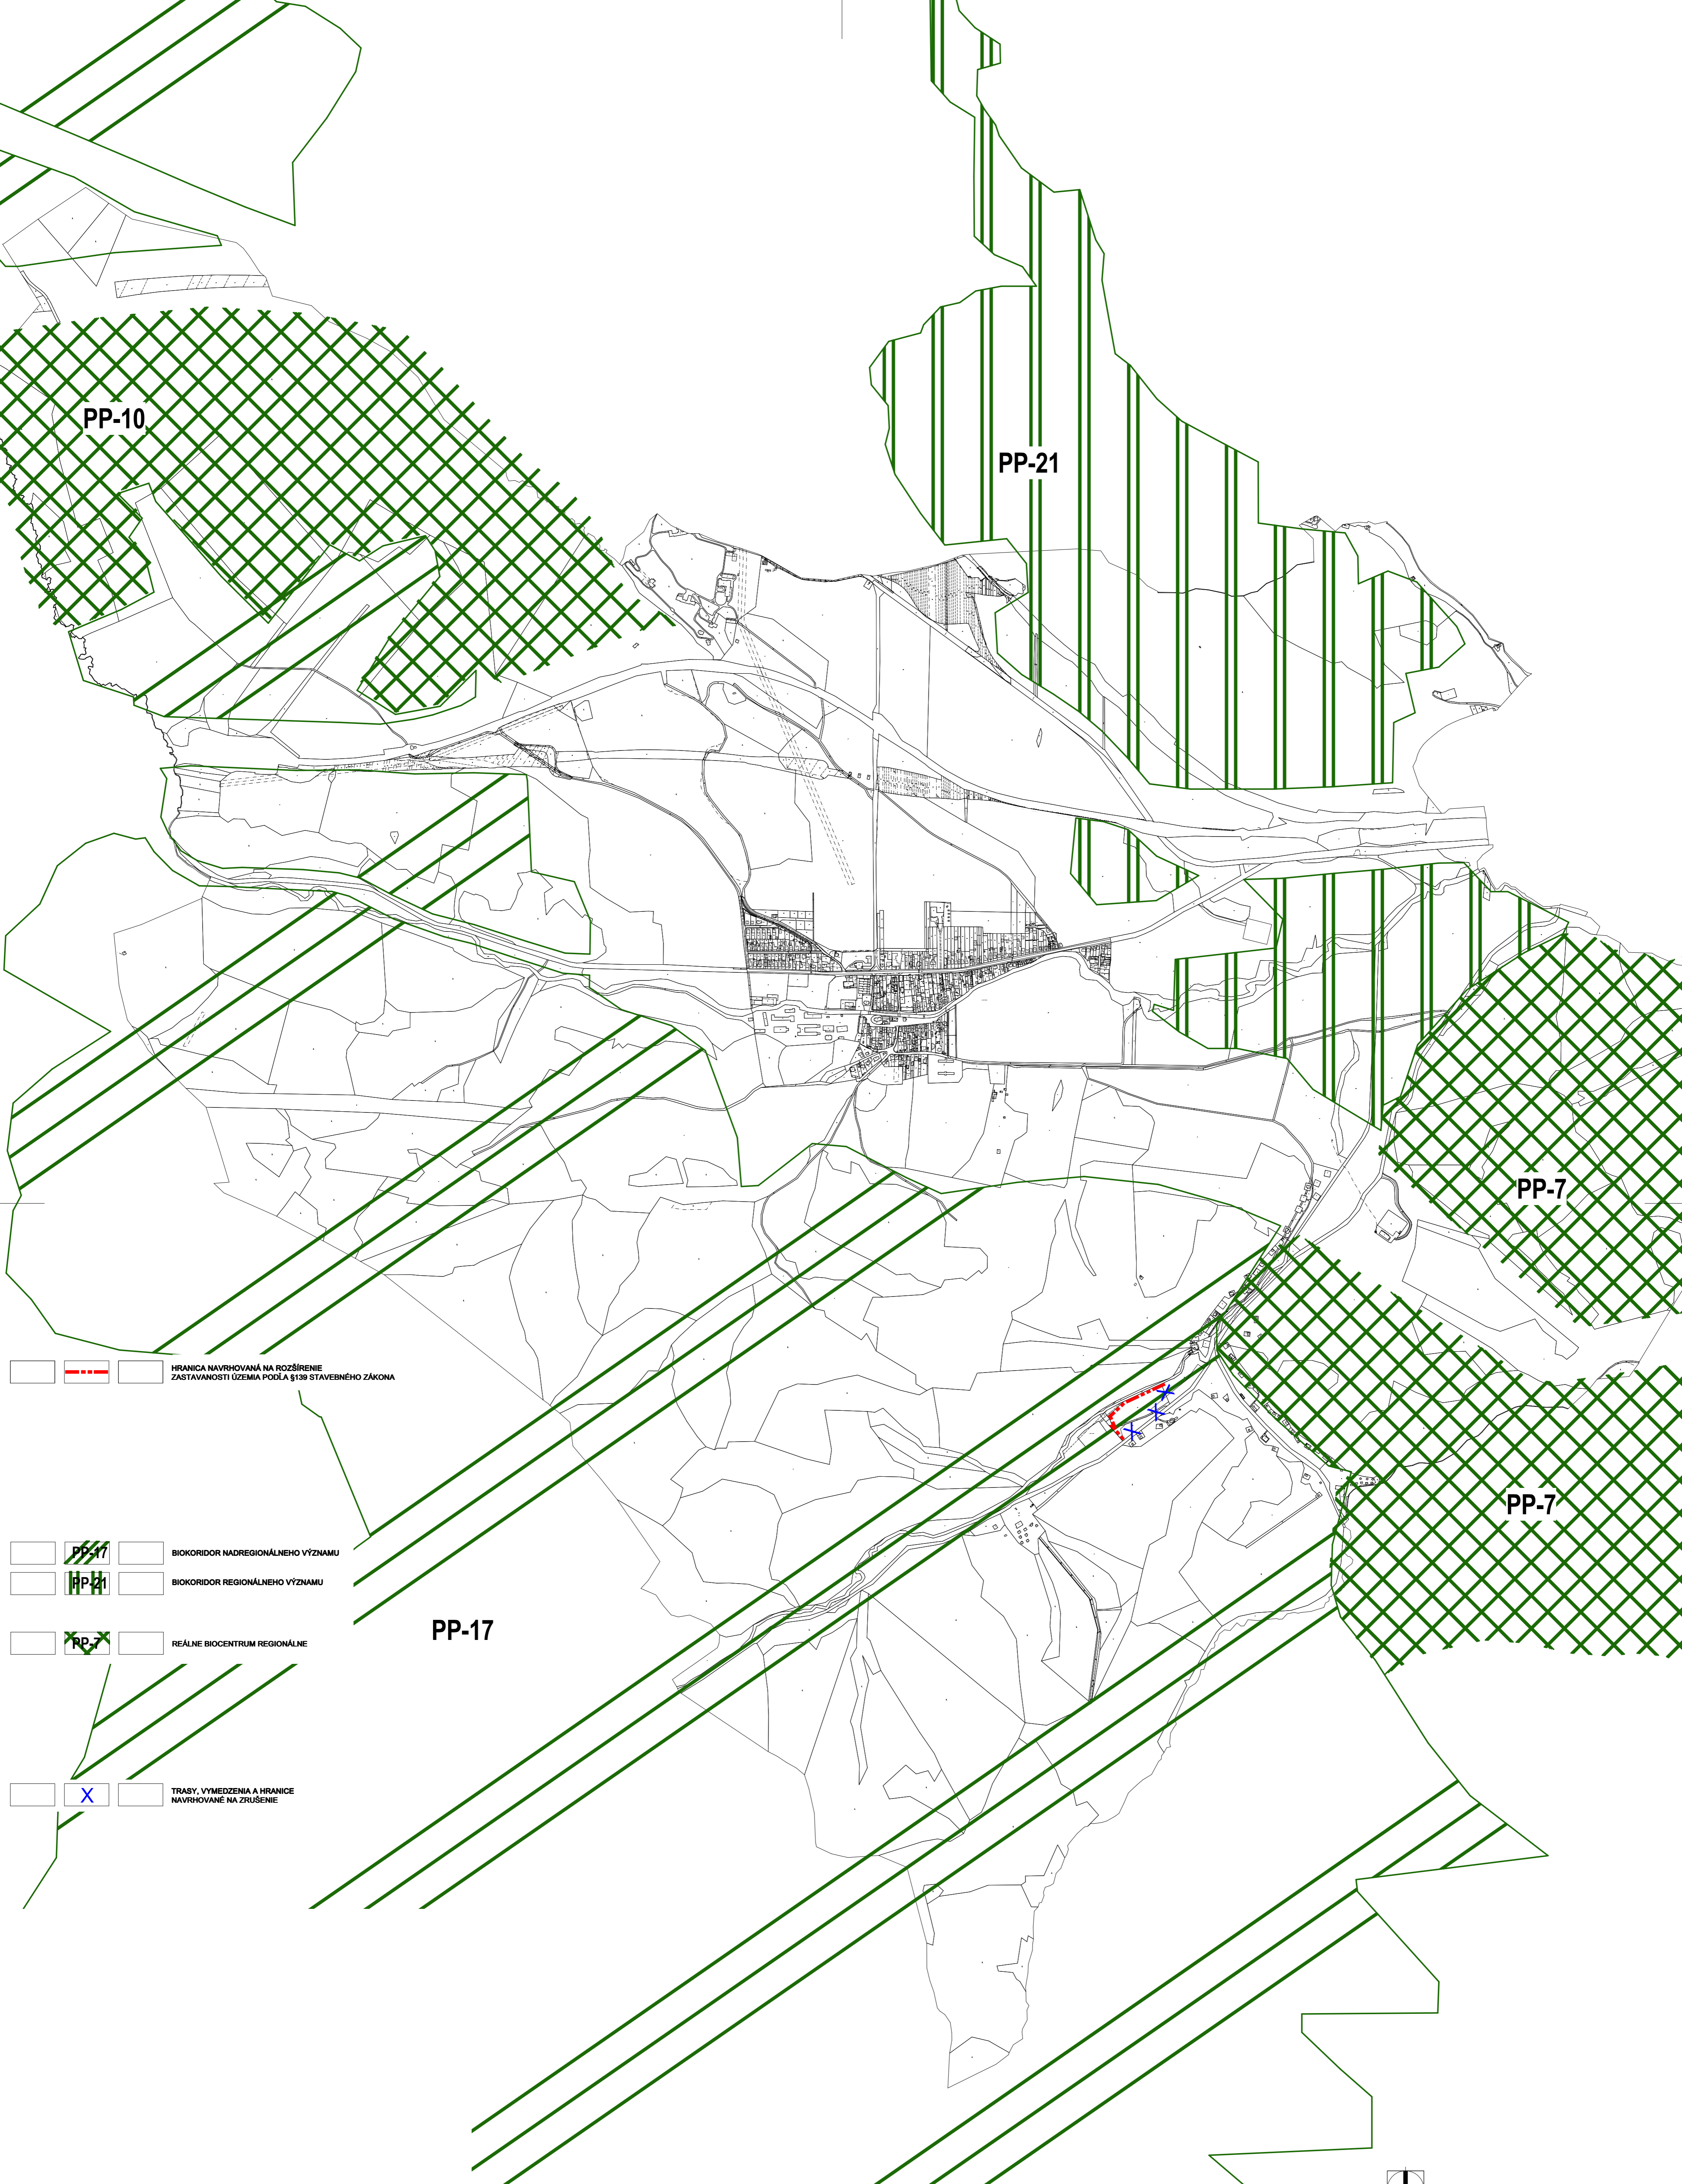 PP-10
PP-21
PP-7
HRANICA NAVRHOVANÁ NA ROZŠÍRENIE
ZASTAVANOSTI ÚZEMIA PODĽA §139 STAVEBNÉHO ZÁKONA
PP-7
PP-17 BIOKORIDOR NADREGIONÁLNEHO VÝZNAMU
PP-21 BIOKORIDOR REGIONÁLNEHO VÝZNAMU
PP-17
PP-7 REÁLNE BIOCENTRUM REGIONÁLNE
X TRASY, VYMEDZENIA A HRANICE
NAVRHOVANÉ NA ZRUŠENIE